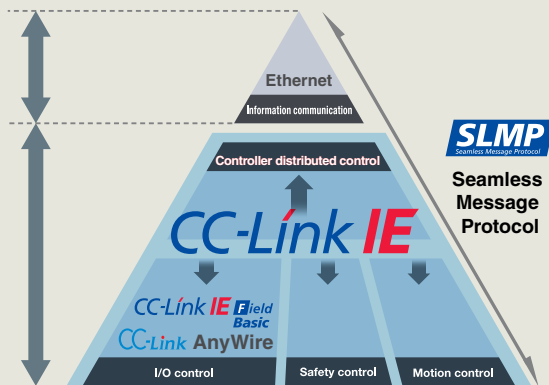 Ethernet
Information communication
SLMP
Seamless Message Protocol
Seamless
Message
Protocol
Controller distributed control
CC-Link IE
CC-Link IE Field
Basic
CC-Link AnyWire
I/O control
Safety control
Motion control